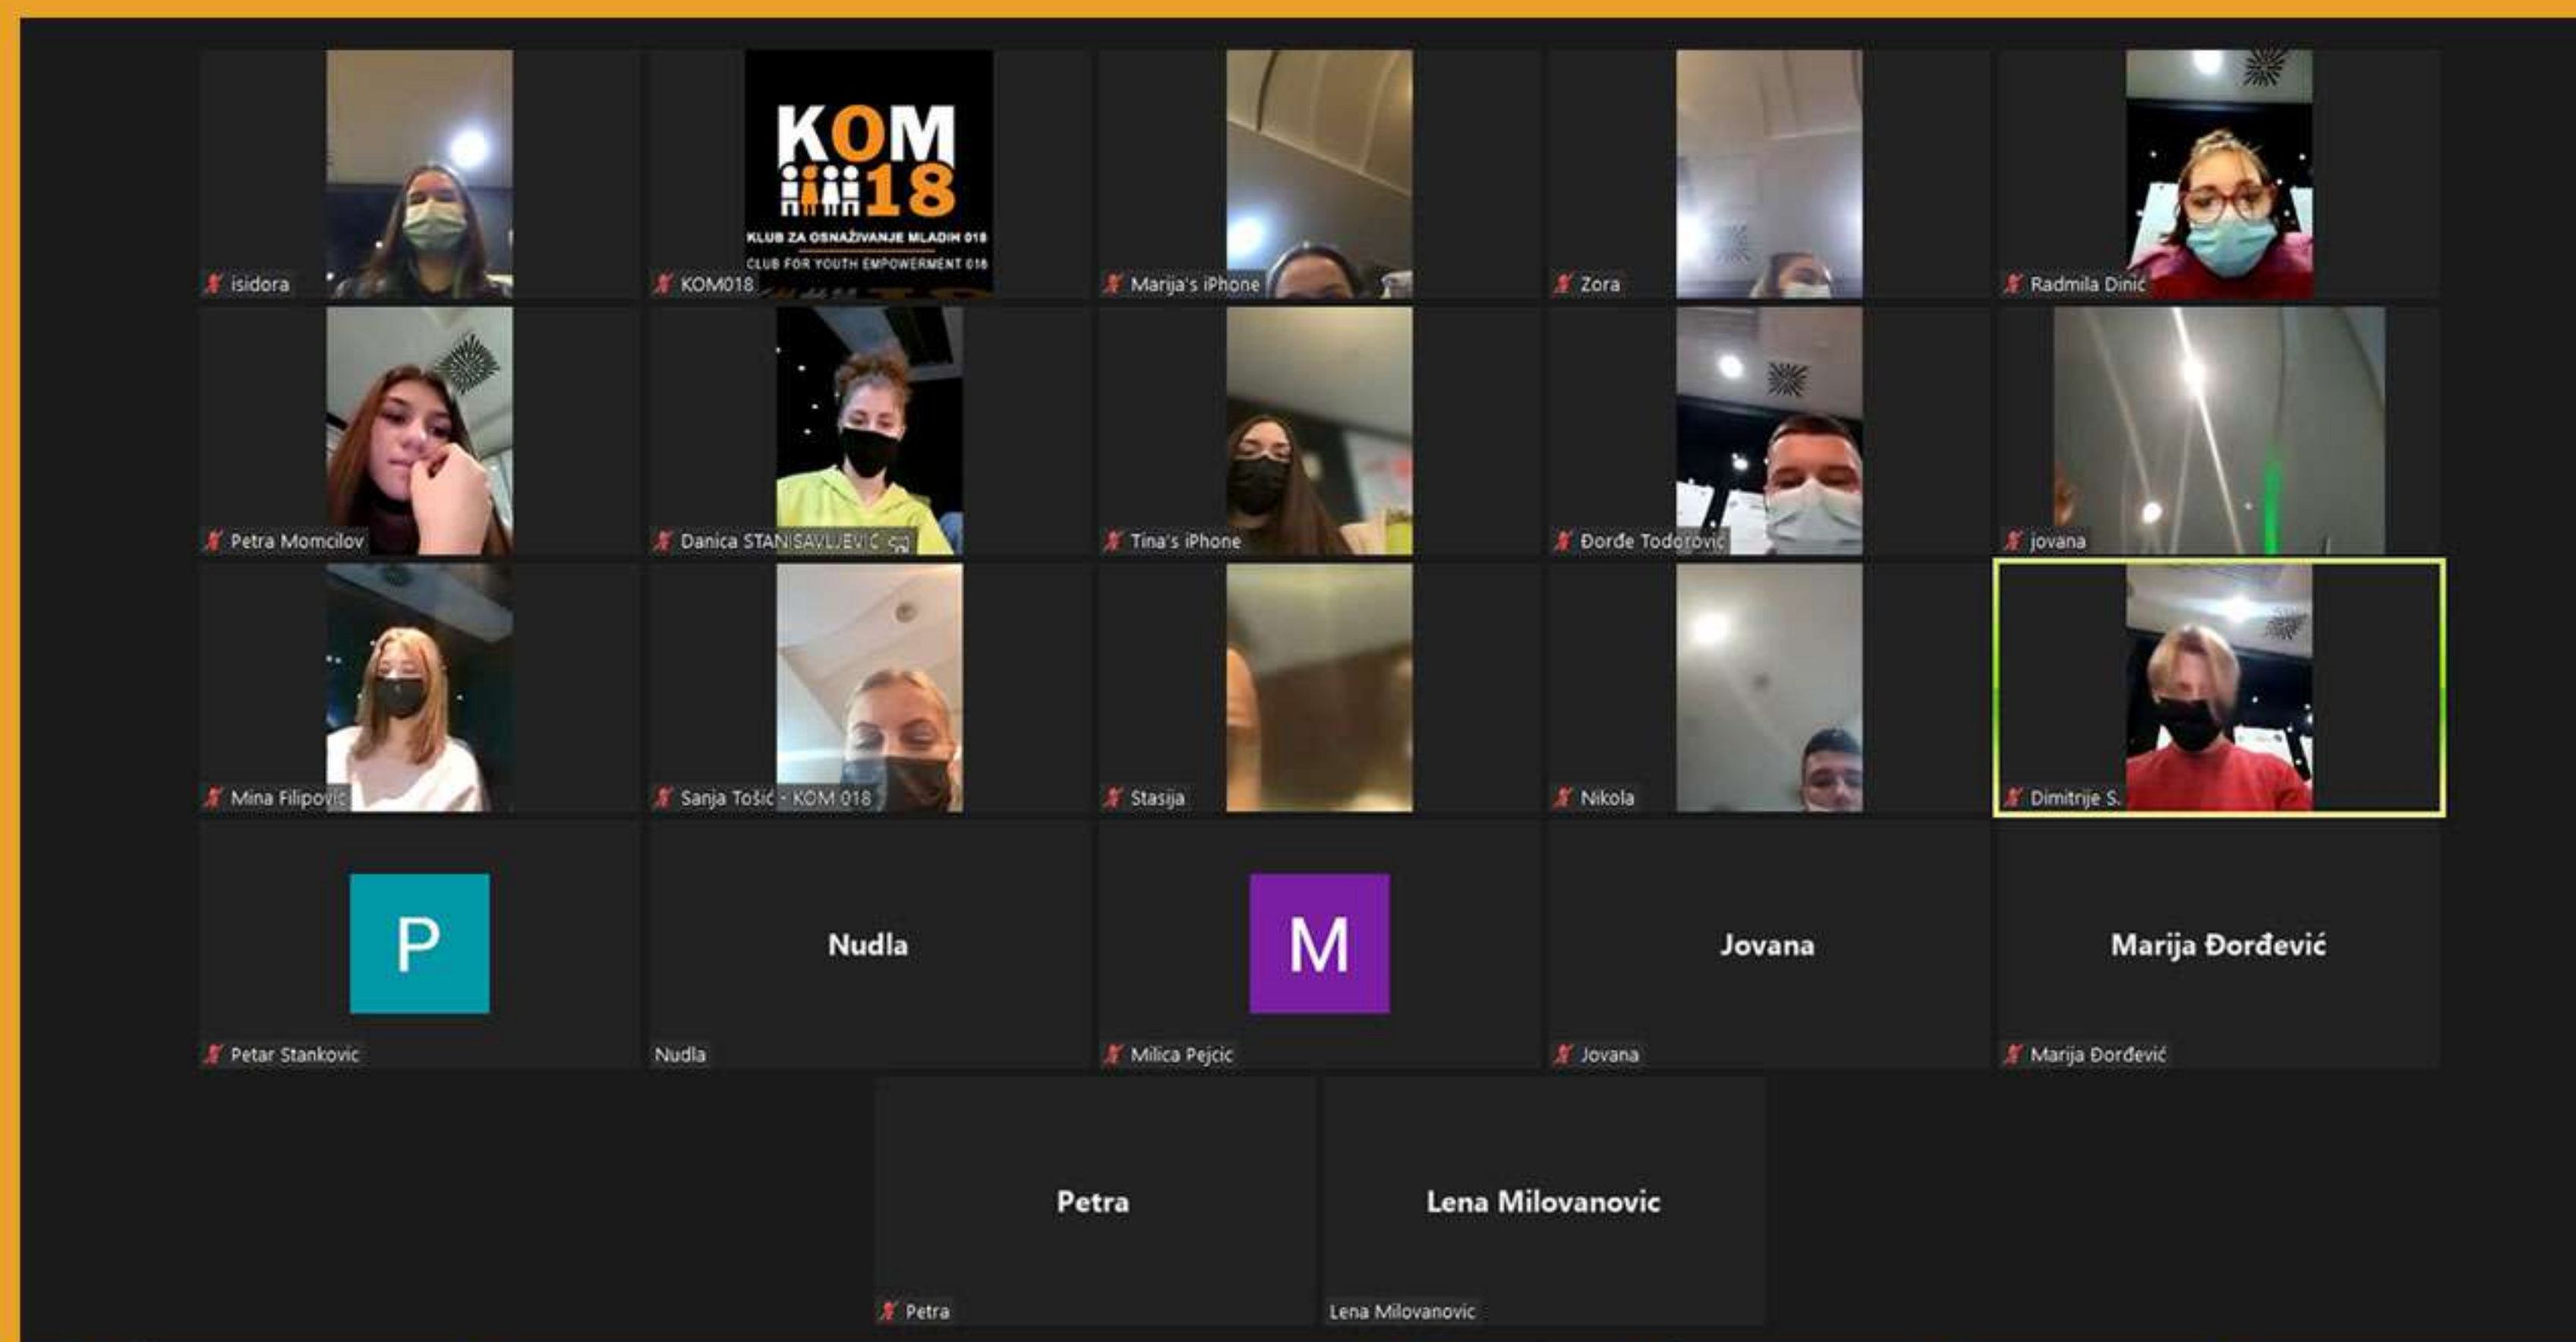 KOM
18
KLUB ZA OSNAŽIVANJE MLADIH 018
CLUB FOR YOUTH EMPOWERMENT 018
isidora
KOM018
Marija's iPhone
Zora
Radmila Dinić
Petra Momcilov
Danica STANISAVLJEVIC
Tina's iPhone
Đorđe Todorović
jovana
Mina Filipovic
Sanja Tošić - KOM 018
Stasija
Nikola
Dimitrije S.
P
Nudla
M
Jovana
Marija Đorđević
Petar Stankovic
Nudla
Milica Pejcic
Jovana
Marija Đorđević
Petra
Lena Milovanovic
Petra
Lena Milovanovic